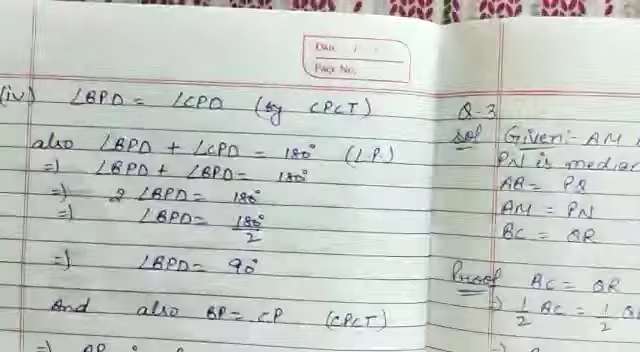 Date / /
Page No.
(iv) ∠BPD = ∠CPD (by CPCT)
also ∠BPD + ∠CPD = 180° (L.P.)
=) ∠BPD + ∠BPD = 180°
=) 2 ∠BPD = 180°
=) ∠BPD = 180°/2
=) ∠BPD = 90°
And also BP = CP (CPCT)
=)
Q.3
Sol Given:- AM
PN is median
AB = PQ
AM = PN
BC = QR
Proof BC = QR
=) 1/2 BC = 1/2